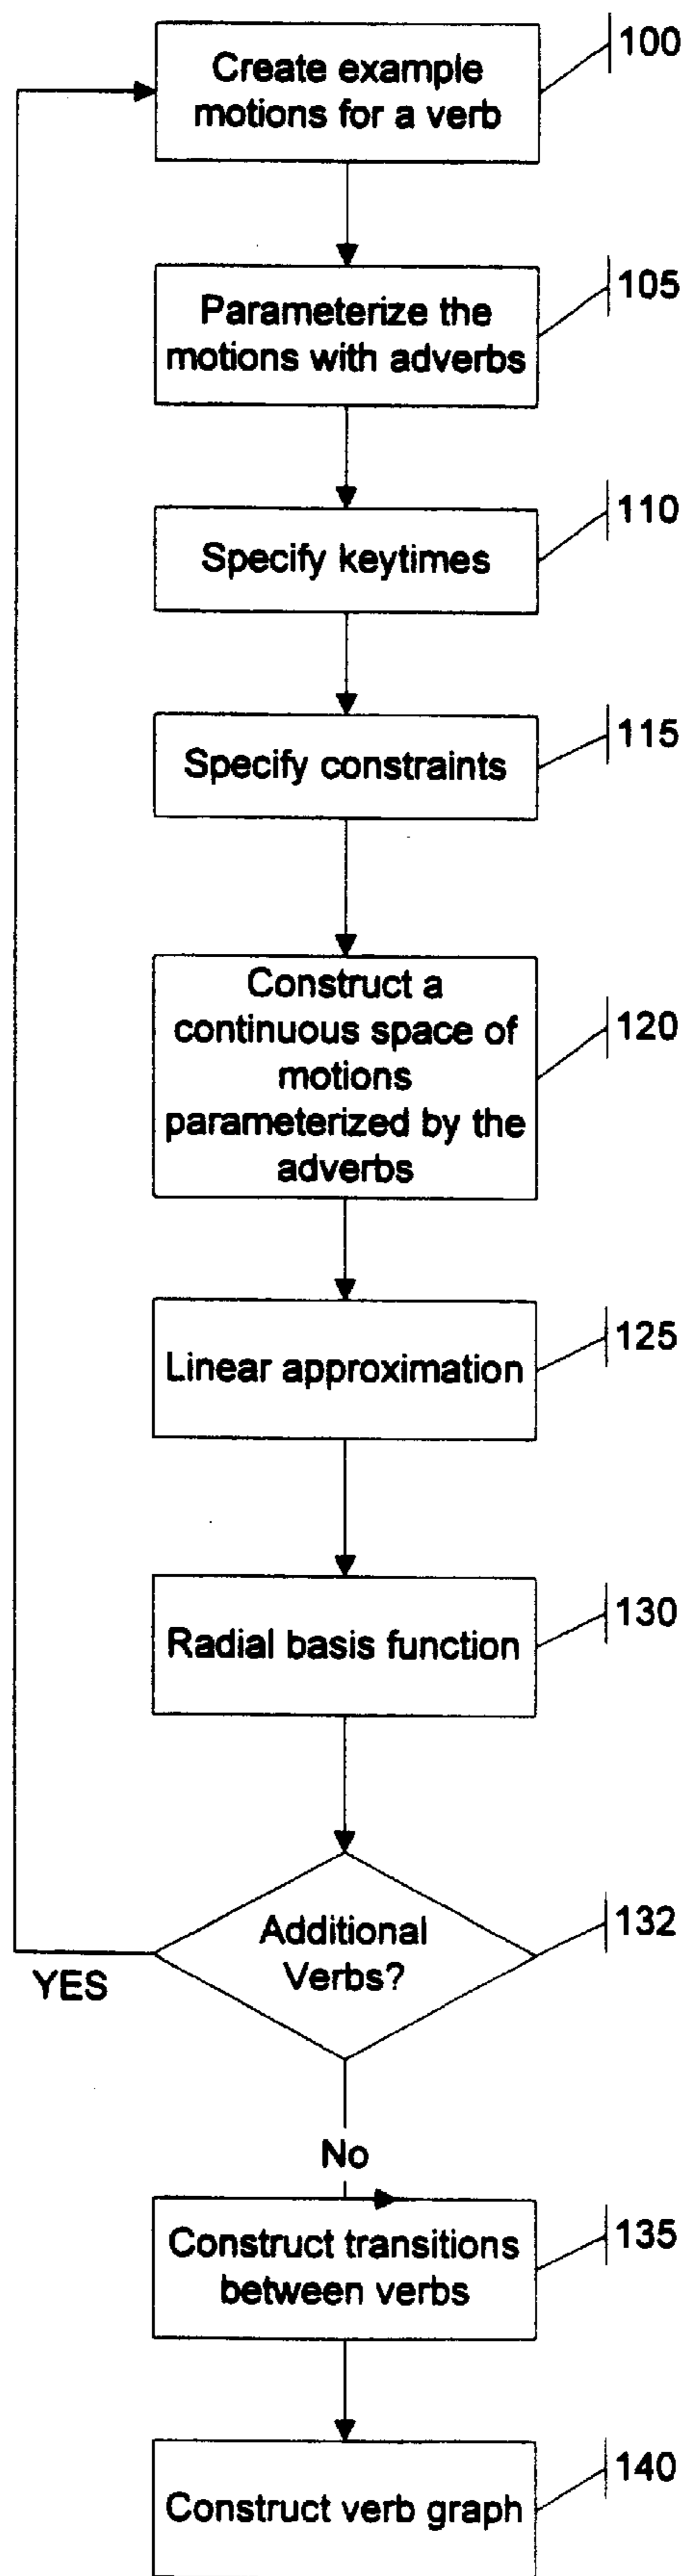 100
Create example
motions for a verb
105
Parameterize the
motions with adverbs
110
Specify keytimes
115
Specify constraints
Construct a
continuous space of
motions
parameterized by the
adverbs
120
125
Linear approximation
130
Radial basis function
132
Additional
Verbs?
YES
No
135
Construct transitions
between verbs
140
Construct verb graph